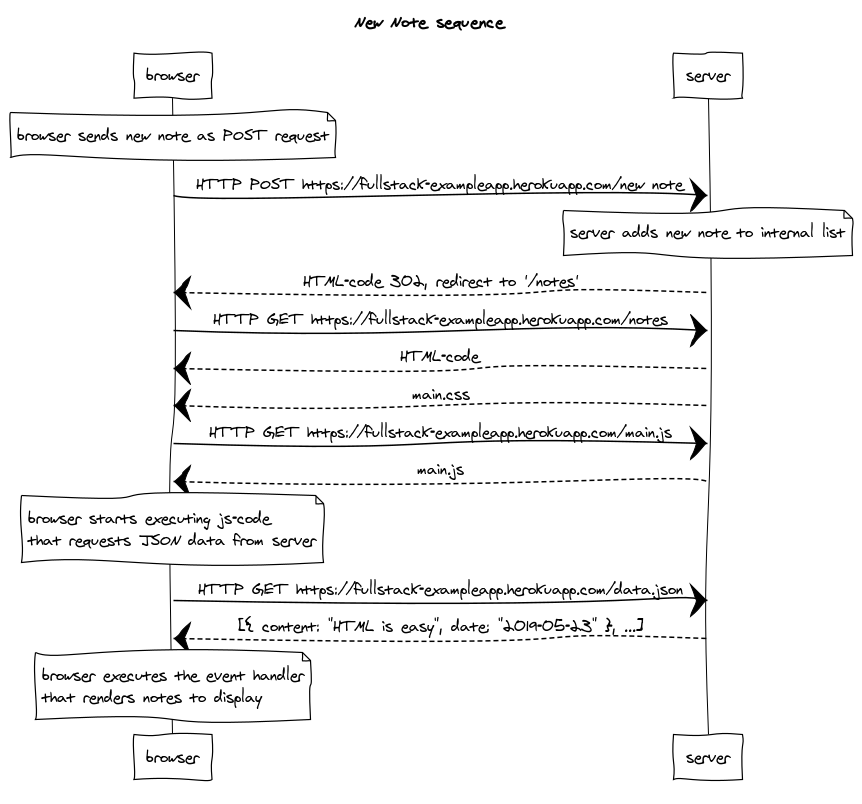 New Note sequence
browser
server
browser sends new note as POST request
HTTP POST https://fullstack-exampleapp.herokuapp.com/new note
server adds new note to internal list
HTML-code 302, redirect to '/notes'
HTTP GET https://fullstack-exampleapp.herokuapp.com/notes
HTML-code
main.css
HTTP GET https://fullstack-exampleapp.herokuapp.com/main.js
main.js
browser starts executing js-code
that requests JSON data from server
HTTP GET https://fullstack-exampleapp.herokuapp.com/data.json
[{ content: "HTML is easy", date: "2019-05-23" }, ...]
browser executes the event handler
that renders notes to display
browser
server